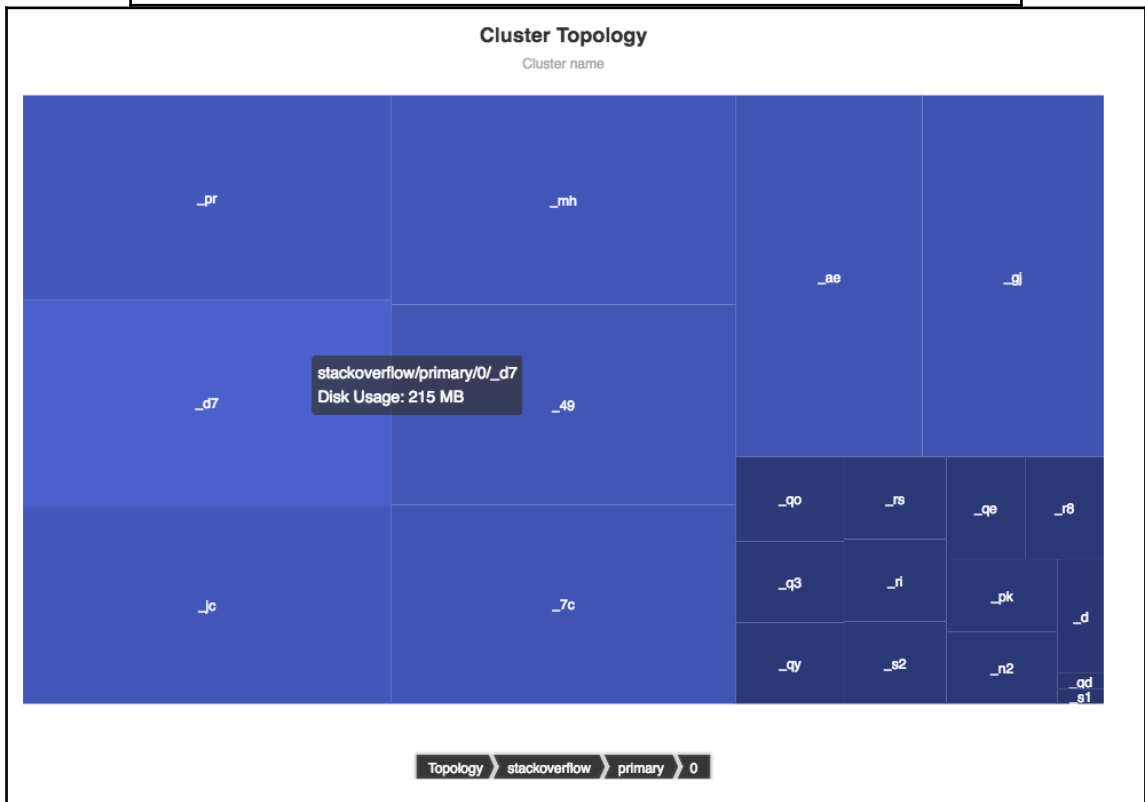 Cluster Topology
Cluster name
_pr
_mh
_ae
_gj
stackoverflow/primary/0/_d7
Disk Usage: 215 MB
_d7
_49
_qo
_rs
_qe
_r8
_q3
_ri
_pk
_d
_jc
_7c
_qy
_s2
_n2
_qd
_s1
Topology
stackoverflow
primary
0